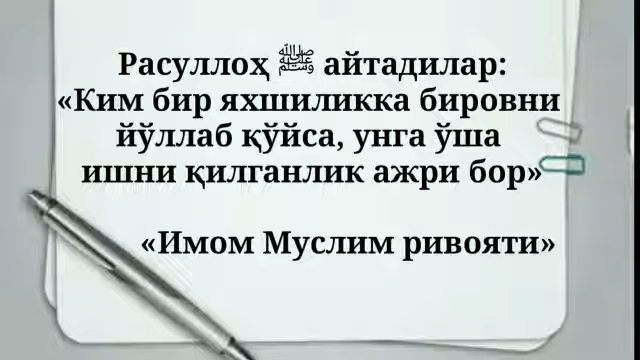 Расуллоҳ ﷺ айтадилар:
«Ким бир яхшиликка бировни
йўллаб қўйса, унга ўша
ишни қилганлик ажри бор»
«Имом Муслим ривояти»